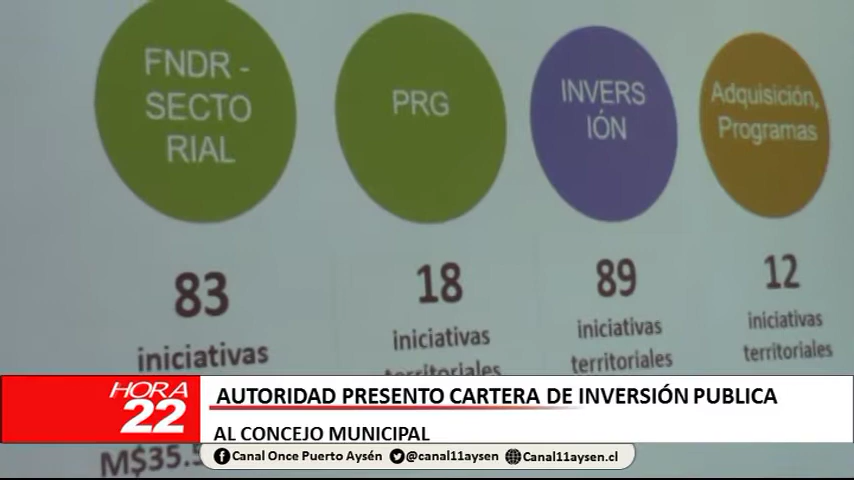 FNDR -
SECTO
RIAL
PRG
INVERS
IÓN
Adquisición,
Programas
83
iniciativas
18
iniciativas
territoriales
89
iniciativas
territoriales
12
iniciativas
territoriales
HORA
22
AUTORIDAD PRESENTO CARTERA DE INVERSIÓN PUBLICA
AL CONCEJO MUNICIPAL
Canal Once Puerto Aysén
@canal11aysen
Canal11aysen.cl